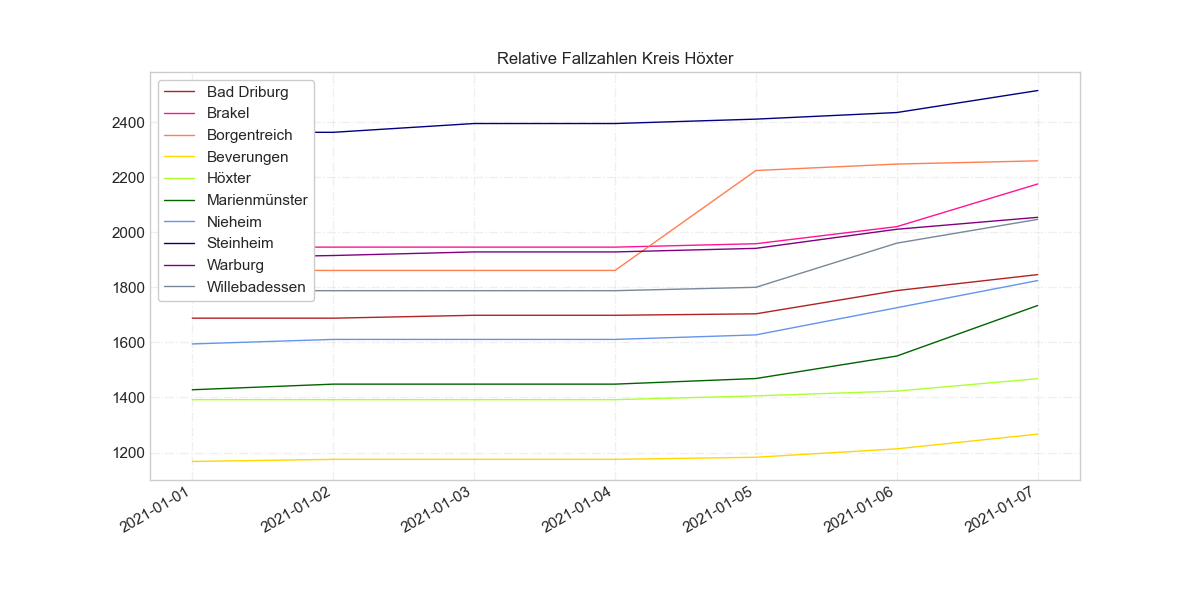 Relative Fallzahlen Kreis Höxter
Bad Driburg
Brakel
Borgentreich
Beverungen
Höxter
Marienmünster
Nieheim
Steinheim
Warburg
Willebadessen
2400
2200
2000
1800
1600
1400
1200
2021-01-01
2021-01-02
2021-01-03
2021-01-04
2021-01-05
2021-01-06
2021-01-07